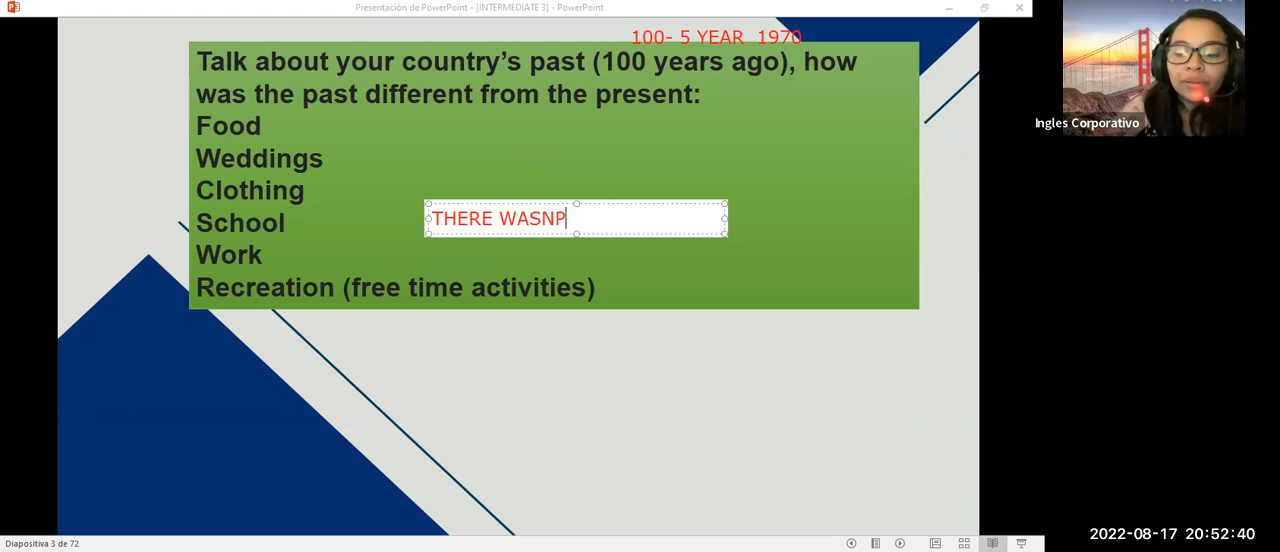 Presentación de PowerPoint - [INTERMEDIATE 3] - PowerPoint
100- 5 YEAR 1970
Talk about your country’s past (100 years ago), how
was the past different from the present:
Food
Weddings
Clothing
School
THERE WASNP
Work
Recreation (free time activities)
Ingles Corporativo
2022-08-17 20:52:40
Diapositiva 3 de 72